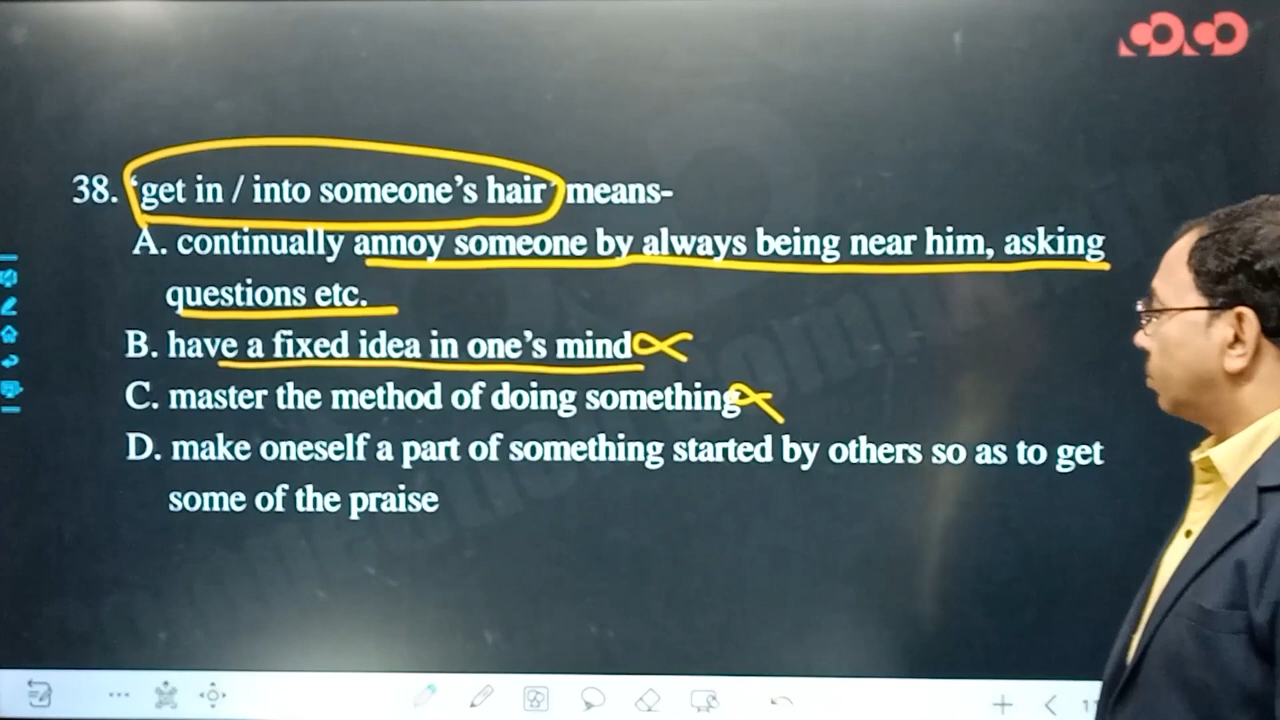 38. ‘get in / into someone’s hair’ means-
A. continually annoy someone by always being near him, asking
questions etc.
B. have a fixed idea in one’s mind
C. master the method of doing something
D. make oneself a part of something started by others so as to get
some of the praise